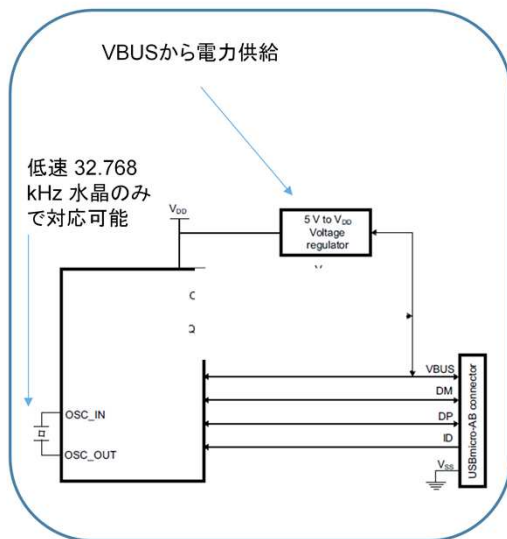 VBUSから電力供給
低速 32.768
kHz 水晶のみ
で対応可能
VDD
5 V to VDD
Voltage
regulator
VBUS
DM
DP
ID
VSS
OSC_IN
OSC_OUT
USBmicro-AB connector